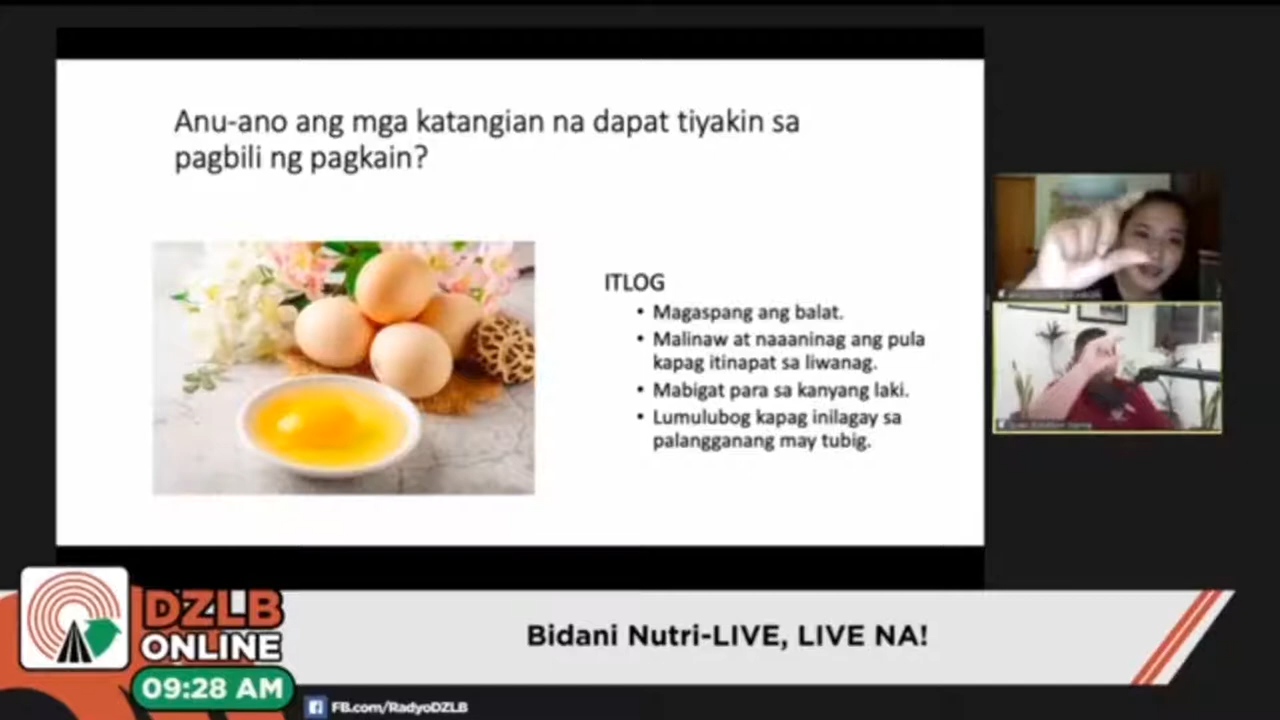 Anu-ano ang mga katangian na dapat tiyakin sa
pagbili ng pagkain?
ITLOG
• Magaspang ang balat.
• Malinaw at naaaninag ang pula
kapag itinapat sa liwanag.
• Mabigat para sa kanyang laki.
• Lumulubog kapag inilagay sa
palangganang may tubig.
DZLB
ONLINE
09:28 AM
Bidani Nutri-LIVE, LIVE NA!
FB.com/RadyoDZLB